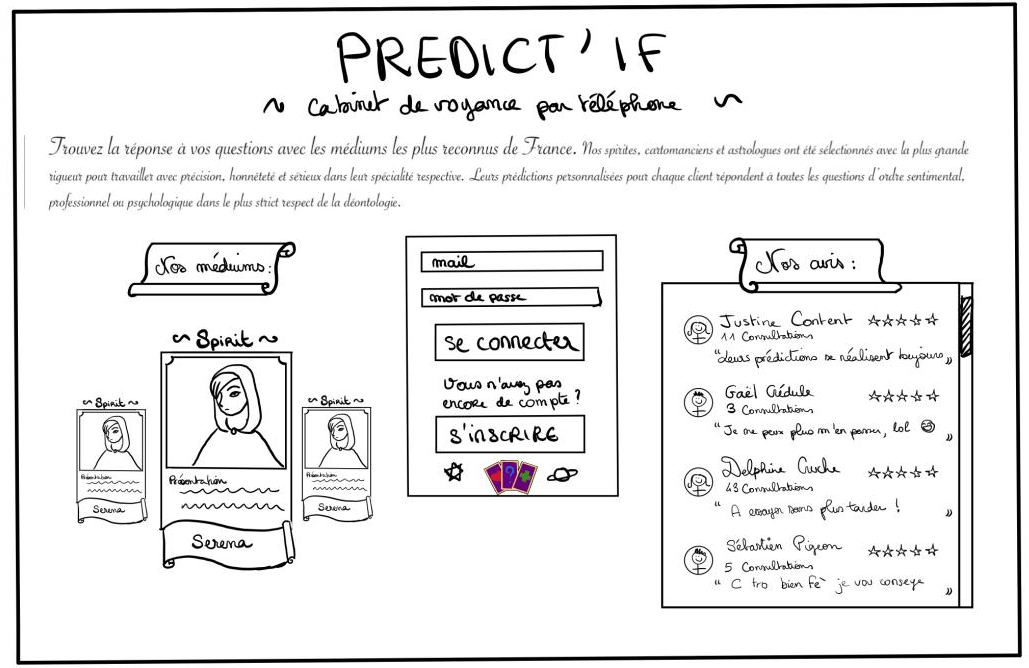 PREDICT'IF
~ Cabinet de voyance par téléphone ~
Trouvez la réponse à vos questions avec les médiums les plus reconnus de France. Nos spirites, cartomanciens et astrologues ont été sélectionnés avec la plus grande
rigueur pour travailler avec précision, honnêteté et sérieux dans leur spécialité respective. Leurs prédictions personnalisées pour chaque client répondent à toutes les questions d'ordre sentimental,
professionnel ou psychologique dans le plus strict respect de la déontologie.
Nos médiums :
~ Spirit ~
Présentation
Serena
~ Spirit ~
Présentation
Serena
~ Spirit ~
Présentation
Serena
mail
mot de passe
se connecter
Vous n'avez pas
encore de compte ?
S'INSCRIRE
?
Nos avis :
Justine Content ☆☆☆☆☆
11 Consultations
"Leurs prédictions se réalisent toujours"
Gaël Crédule ☆☆☆☆☆
3 Consultations
"Je ne peux plus m'en passer, lol 😄"
Delphine Cruche ☆☆☆☆☆
43 Consultations
"A essayer sans plus tarder !"
Sébastien Pigeon ☆☆☆☆☆
5 Consultations
"C tro bien fè je vou conseye"